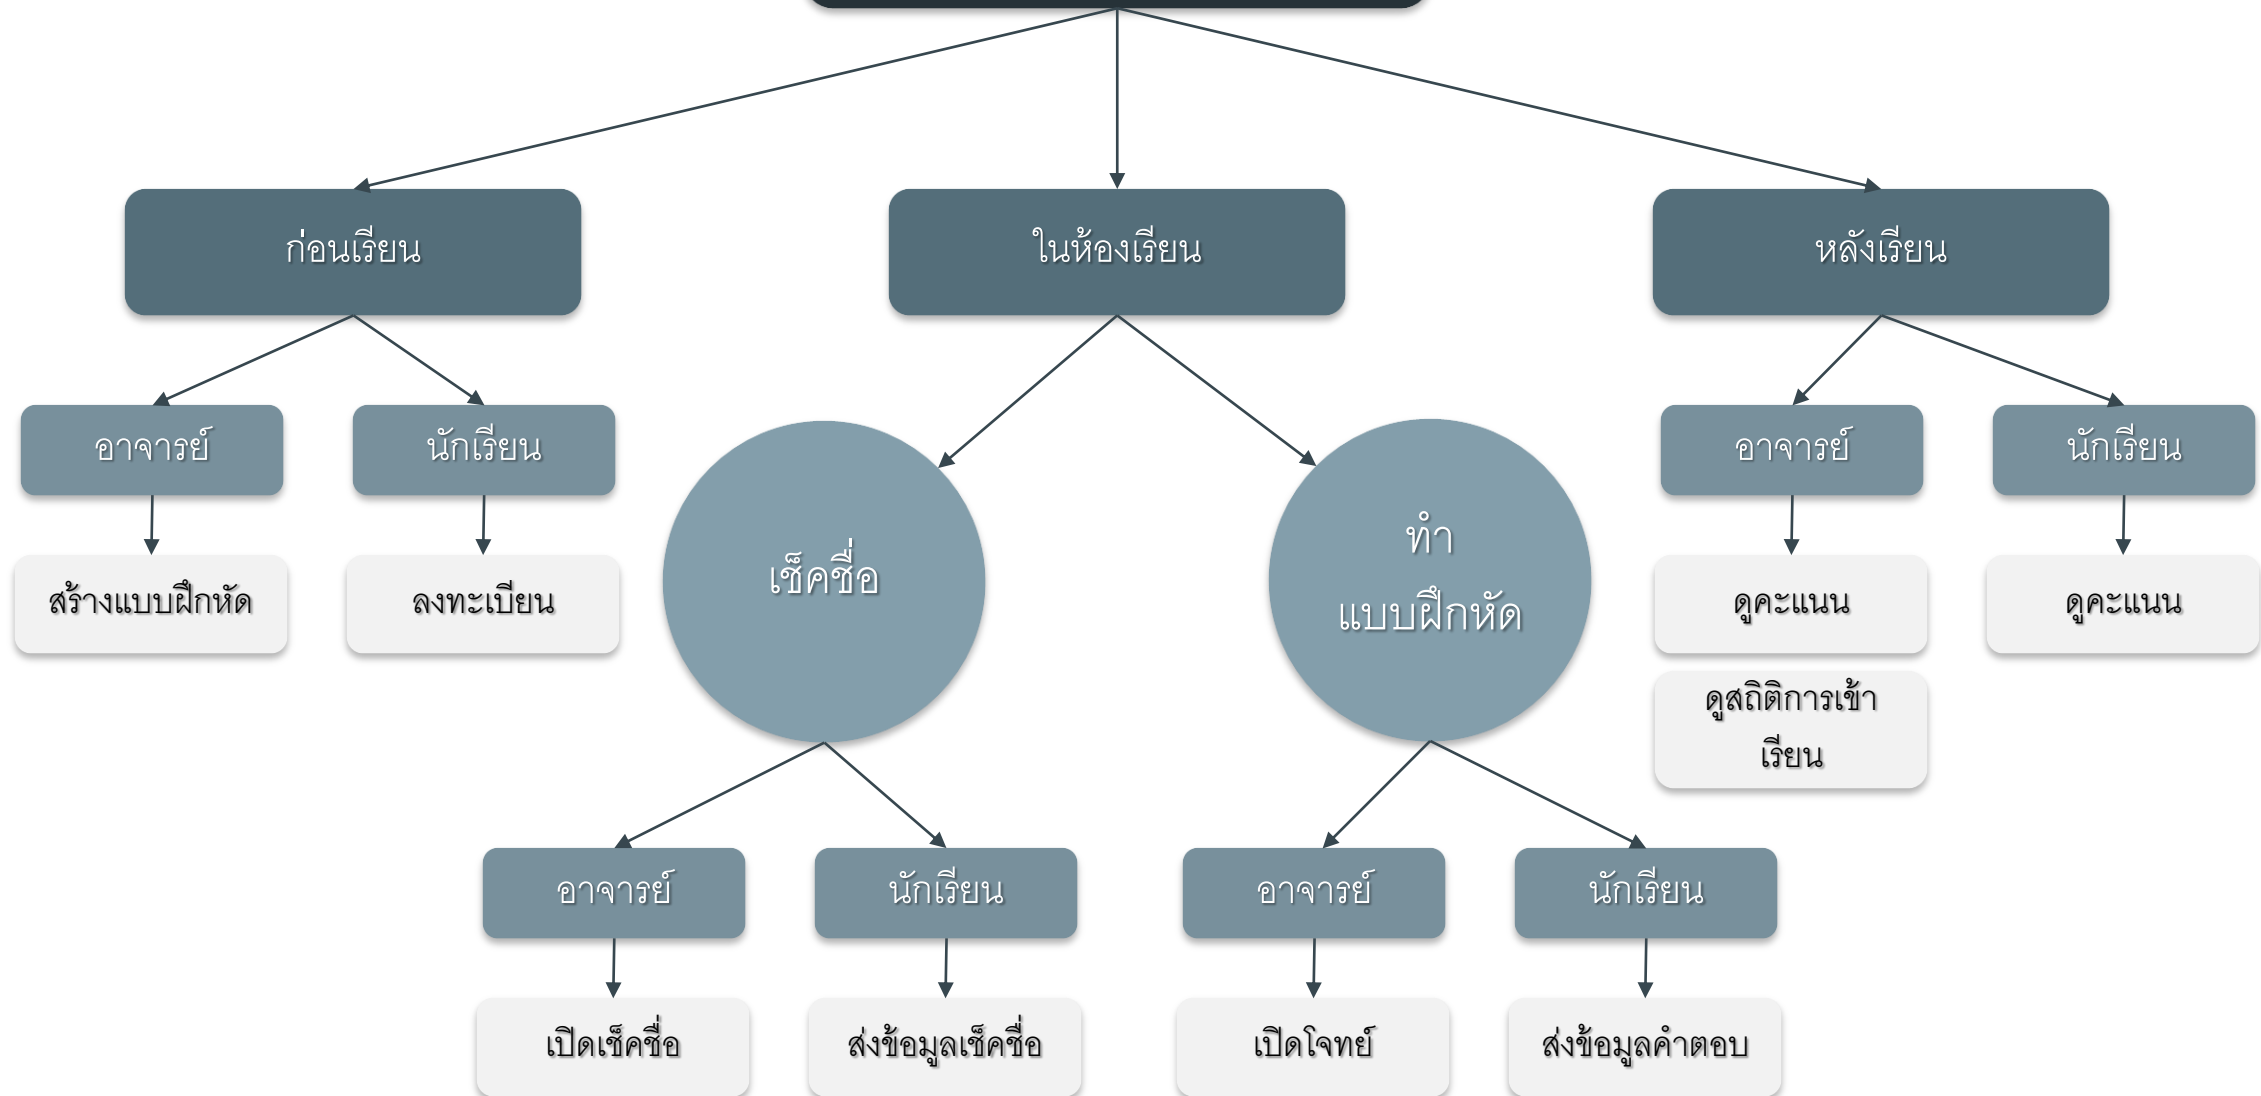 ก่อนเรียน
ในห้องเรียน
หลังเรียน
อาจารย์
นักเรียน
อาจารย์
นักเรียน
สร้างแบบฝึกหัด
ลงทะเบียน
เช็คชื่อ
ทำ
แบบฝึกหัด
ดูคะแนน
ดูคะแนน
ดูสถิติการเข้า
เรียน
อาจารย์
นักเรียน
อาจารย์
นักเรียน
เปิดเช็คชื่อ
ส่งข้อมูลเช็คชื่อ
เปิดโจทย์
ส่งข้อมูลคำตอบ